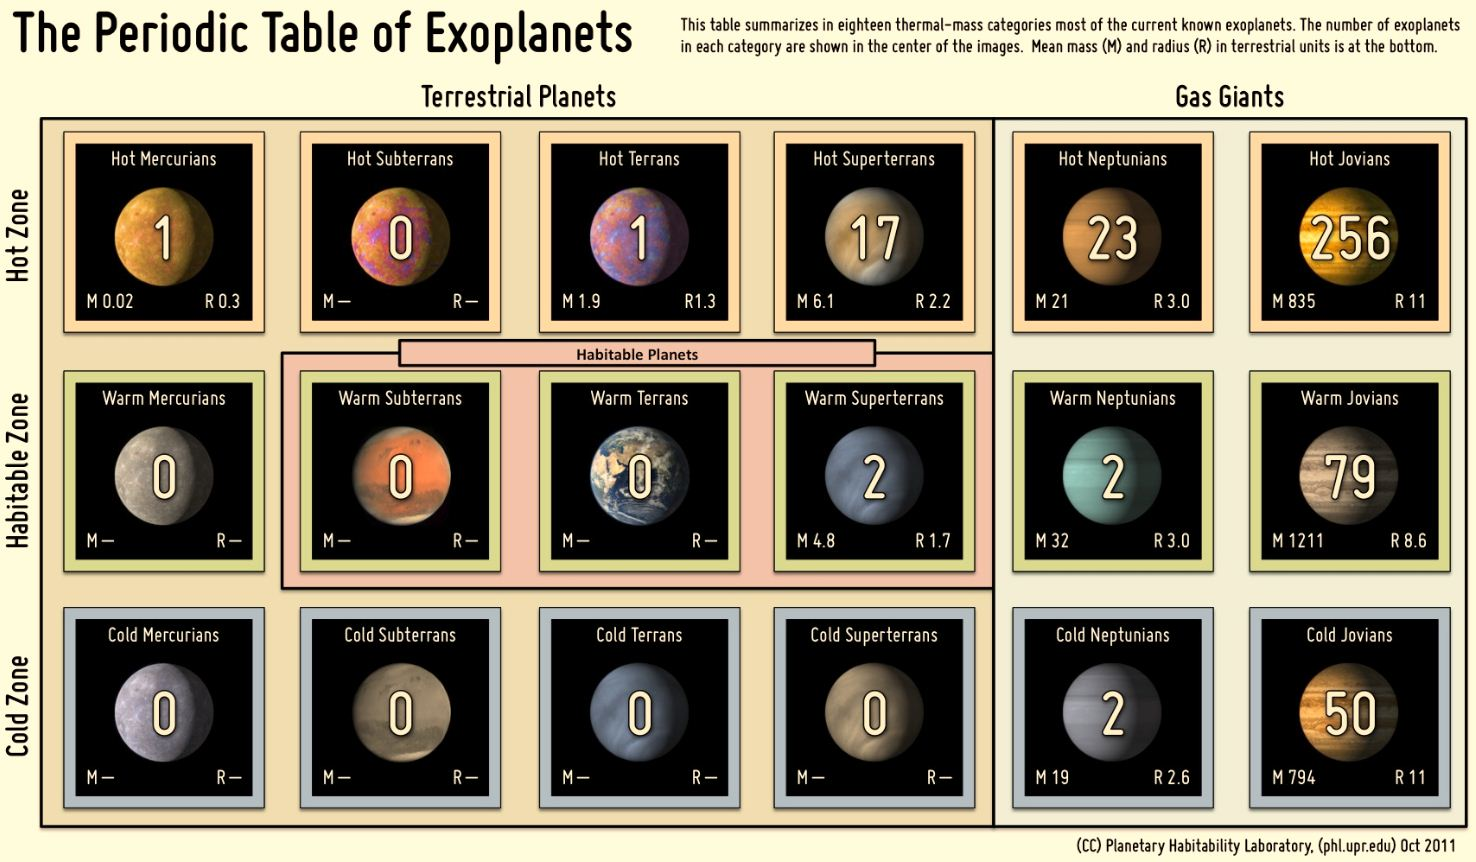 The Periodic Table of Exoplanets
This table summarizes in eighteen thermal-mass categories most of the current known exoplanets. The number of exoplanets
in each category are shown in the center of the images. Mean mass (M) and radius (R) in terrestrial units is at the bottom.
Terrestrial Planets
Gas Giants
Hot Zone
Hot Mercurians
1
M 0.02 R 0.3
Hot Subterrans
0
M — R —
Hot Terrans
1
M 1.9 R1.3
Hot Superterrans
17
M 6.1 R 2.2
Hot Neptunians
23
M 21 R 3.0
Hot Jovians
256
M 835 R 11
Habitable Planets
Habitable Zone
Warm Mercurians
0
M — R —
Warm Subterrans
0
M — R —
Warm Terrans
0
M — R —
Warm Superterrans
2
M 4.8 R 1.7
Warm Neptunians
2
M 32 R 3.0
Warm Jovians
79
M 1211 R 8.6
Cold Zone
Cold Mercurians
0
M — R —
Cold Subterrans
0
M — R —
Cold Terrans
0
M — R —
Cold Superterrans
0
M — R —
Cold Neptunians
2
M 19 R 2.6
Cold Jovians
50
M 794 R 11
(CC) Planetary Habitability Laboratory, (phl.upr.edu) Oct 2011